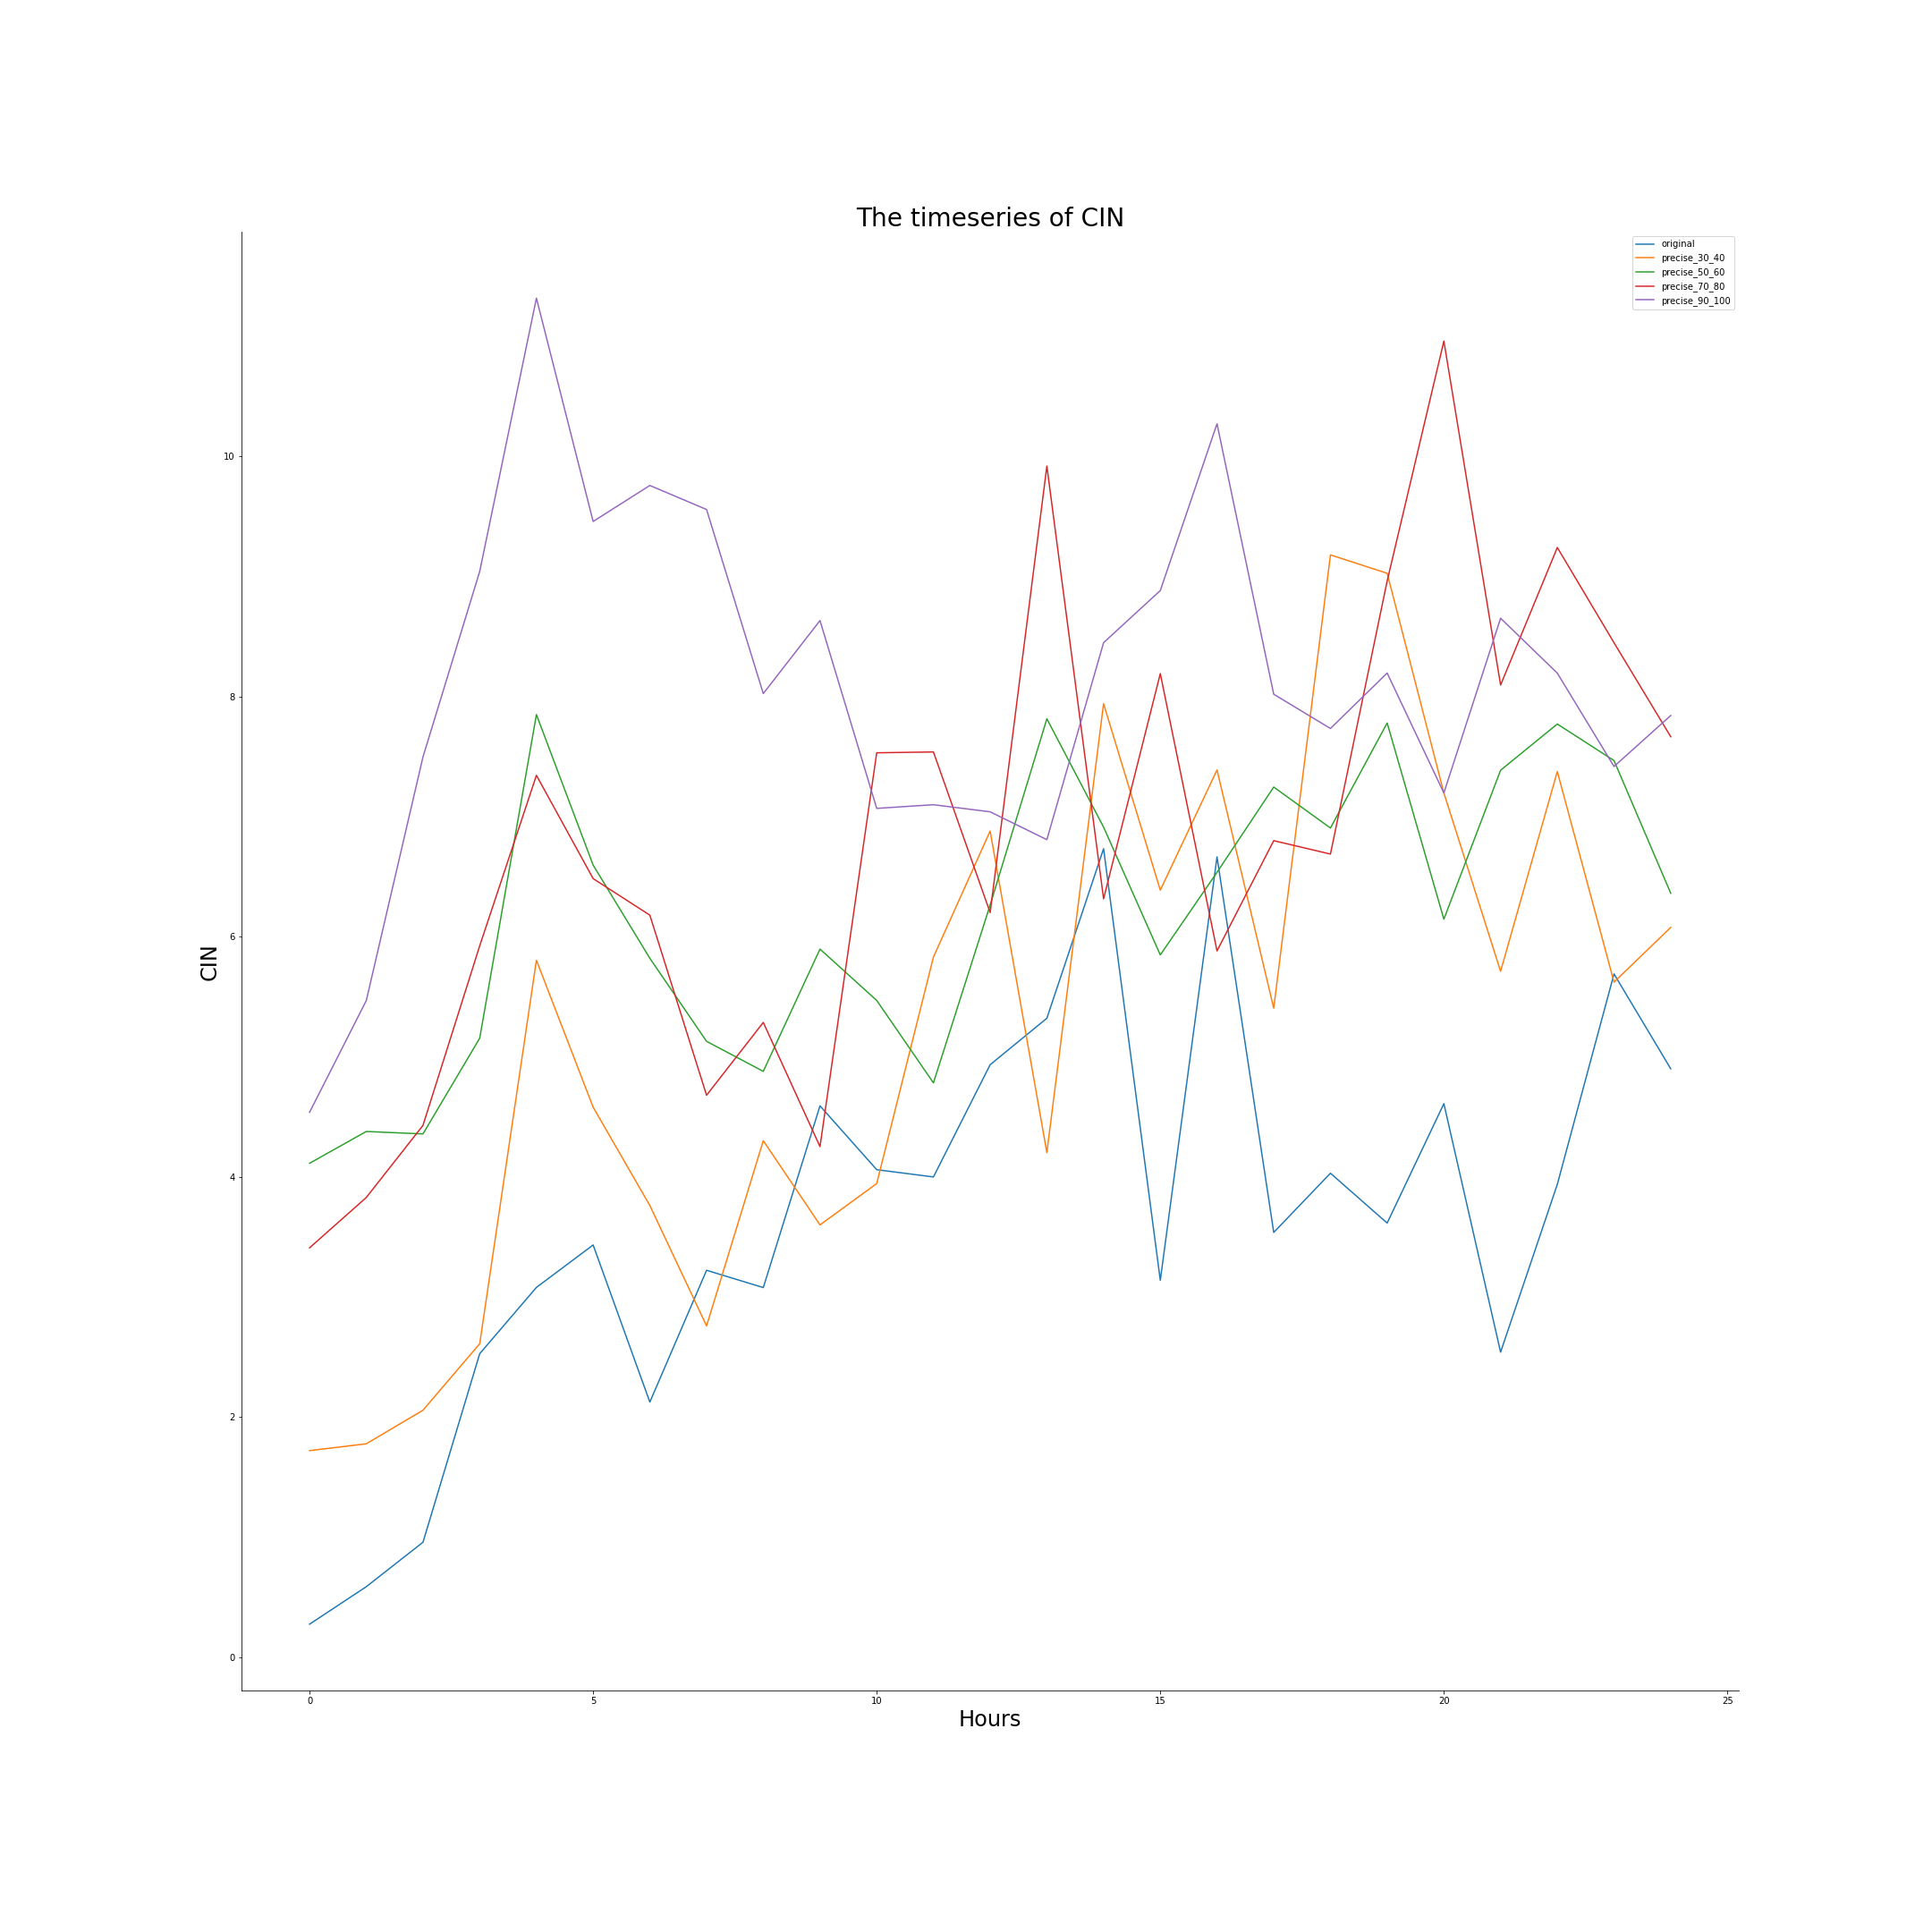 The timeseries of CIN
original
precise_30_40
precise_50_60
precise_70_80
precise_90_100
10
8
6
4
2
0
CIN
0 5 10 15 20 25
Hours